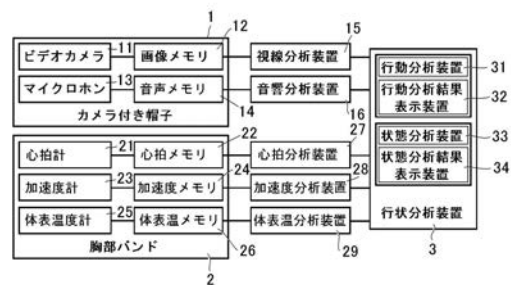 1
12
15
ビデオカメラ
11
画像メモリ
視線分析装置
13
マイクロホン
音声メモリ
音響分析装置
カメラ付き帽子
14
16
行動分析装置
31
行動分析結果
表示装置
32
状態分析装置
33
状態分析結果
表示装置
34
行状分析装置
3
21
22
27
心拍計
心拍メモリ
心拍分析装置
23
24
28
加速度計
加速度メモリ
加速度分析装置
25
体表温度計
体表温メモリ
体表温分析装置
胸部バンド
26
29
2